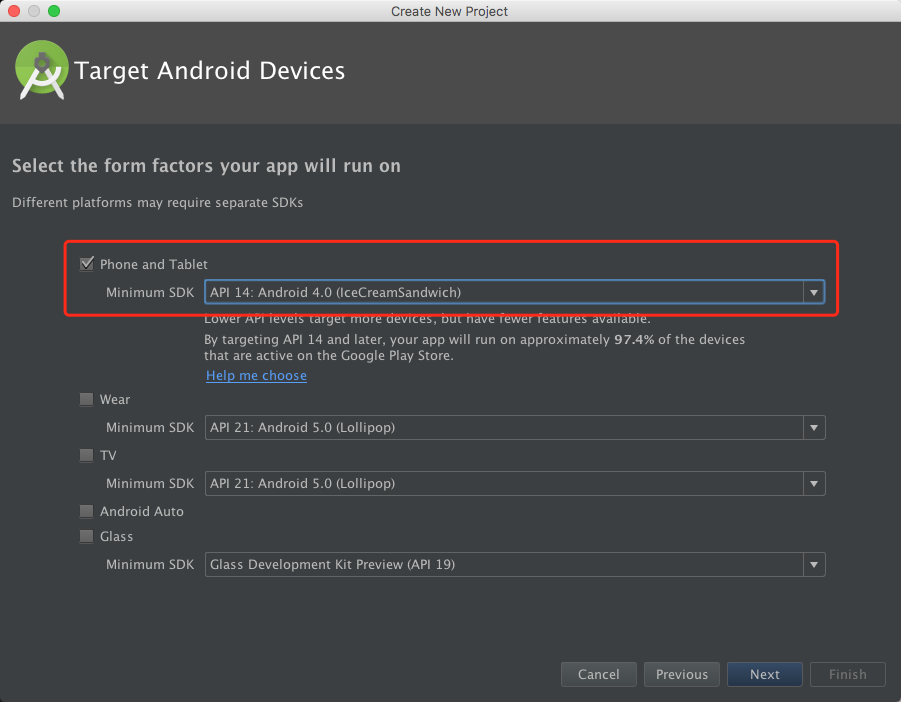 Create New Project
Target Android Devices
Select the form factors your app will run on
Different platforms may require separate SDKs
Phone and Tablet
Minimum SDK API 14: Android 4.0 (IceCreamSandwich)
Lower API levels target more devices, but have fewer features available.
By targeting API 14 and later, your app will run on approximately 97.4% of the devices
that are active on the Google Play Store.
Help me choose
Wear
Minimum SDK API 21: Android 5.0 (Lollipop)
TV
Minimum SDK API 21: Android 5.0 (Lollipop)
Android Auto
Glass
Minimum SDK Glass Development Kit Preview (API 19)
Cancel Previous Next Finish